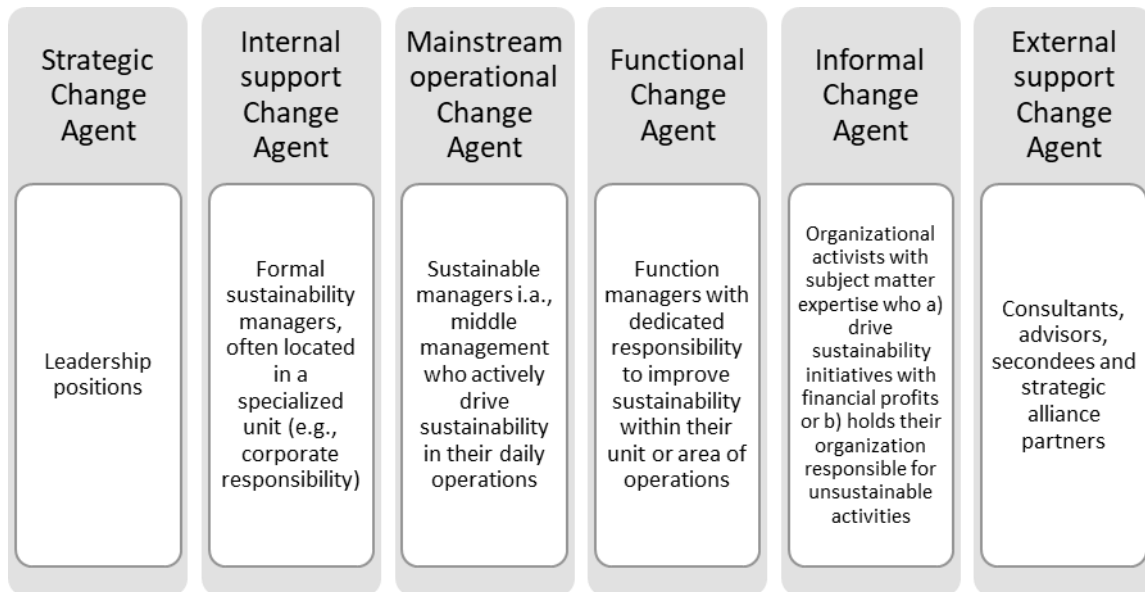 Strategic
Change
Agent
Leadership
positions
Internal
support
Change
Agent
Formal
sustainability
managers,
often located
in a
specialized
unit (e.g.,
corporate
responsibility)
Mainstream
operational
Change
Agent
Sustainable
managers i.a.,
middle
management
who actively
drive
sustainability
in their daily
operations
Functional
Change
Agent
Function
managers with
dedicated
responsibility
to improve
sustainability
within their
unit or area of
operations
Informal
Change
Agent
Organizational
activists with
subject matter
expertise who a)
drive
sustainability
initiatives with
financial profits
or b) holds their
organization
responsible for
unsustainable
activities
External
support
Change
Agent
Consultants,
advisors,
secondees and
strategic
alliance
partners